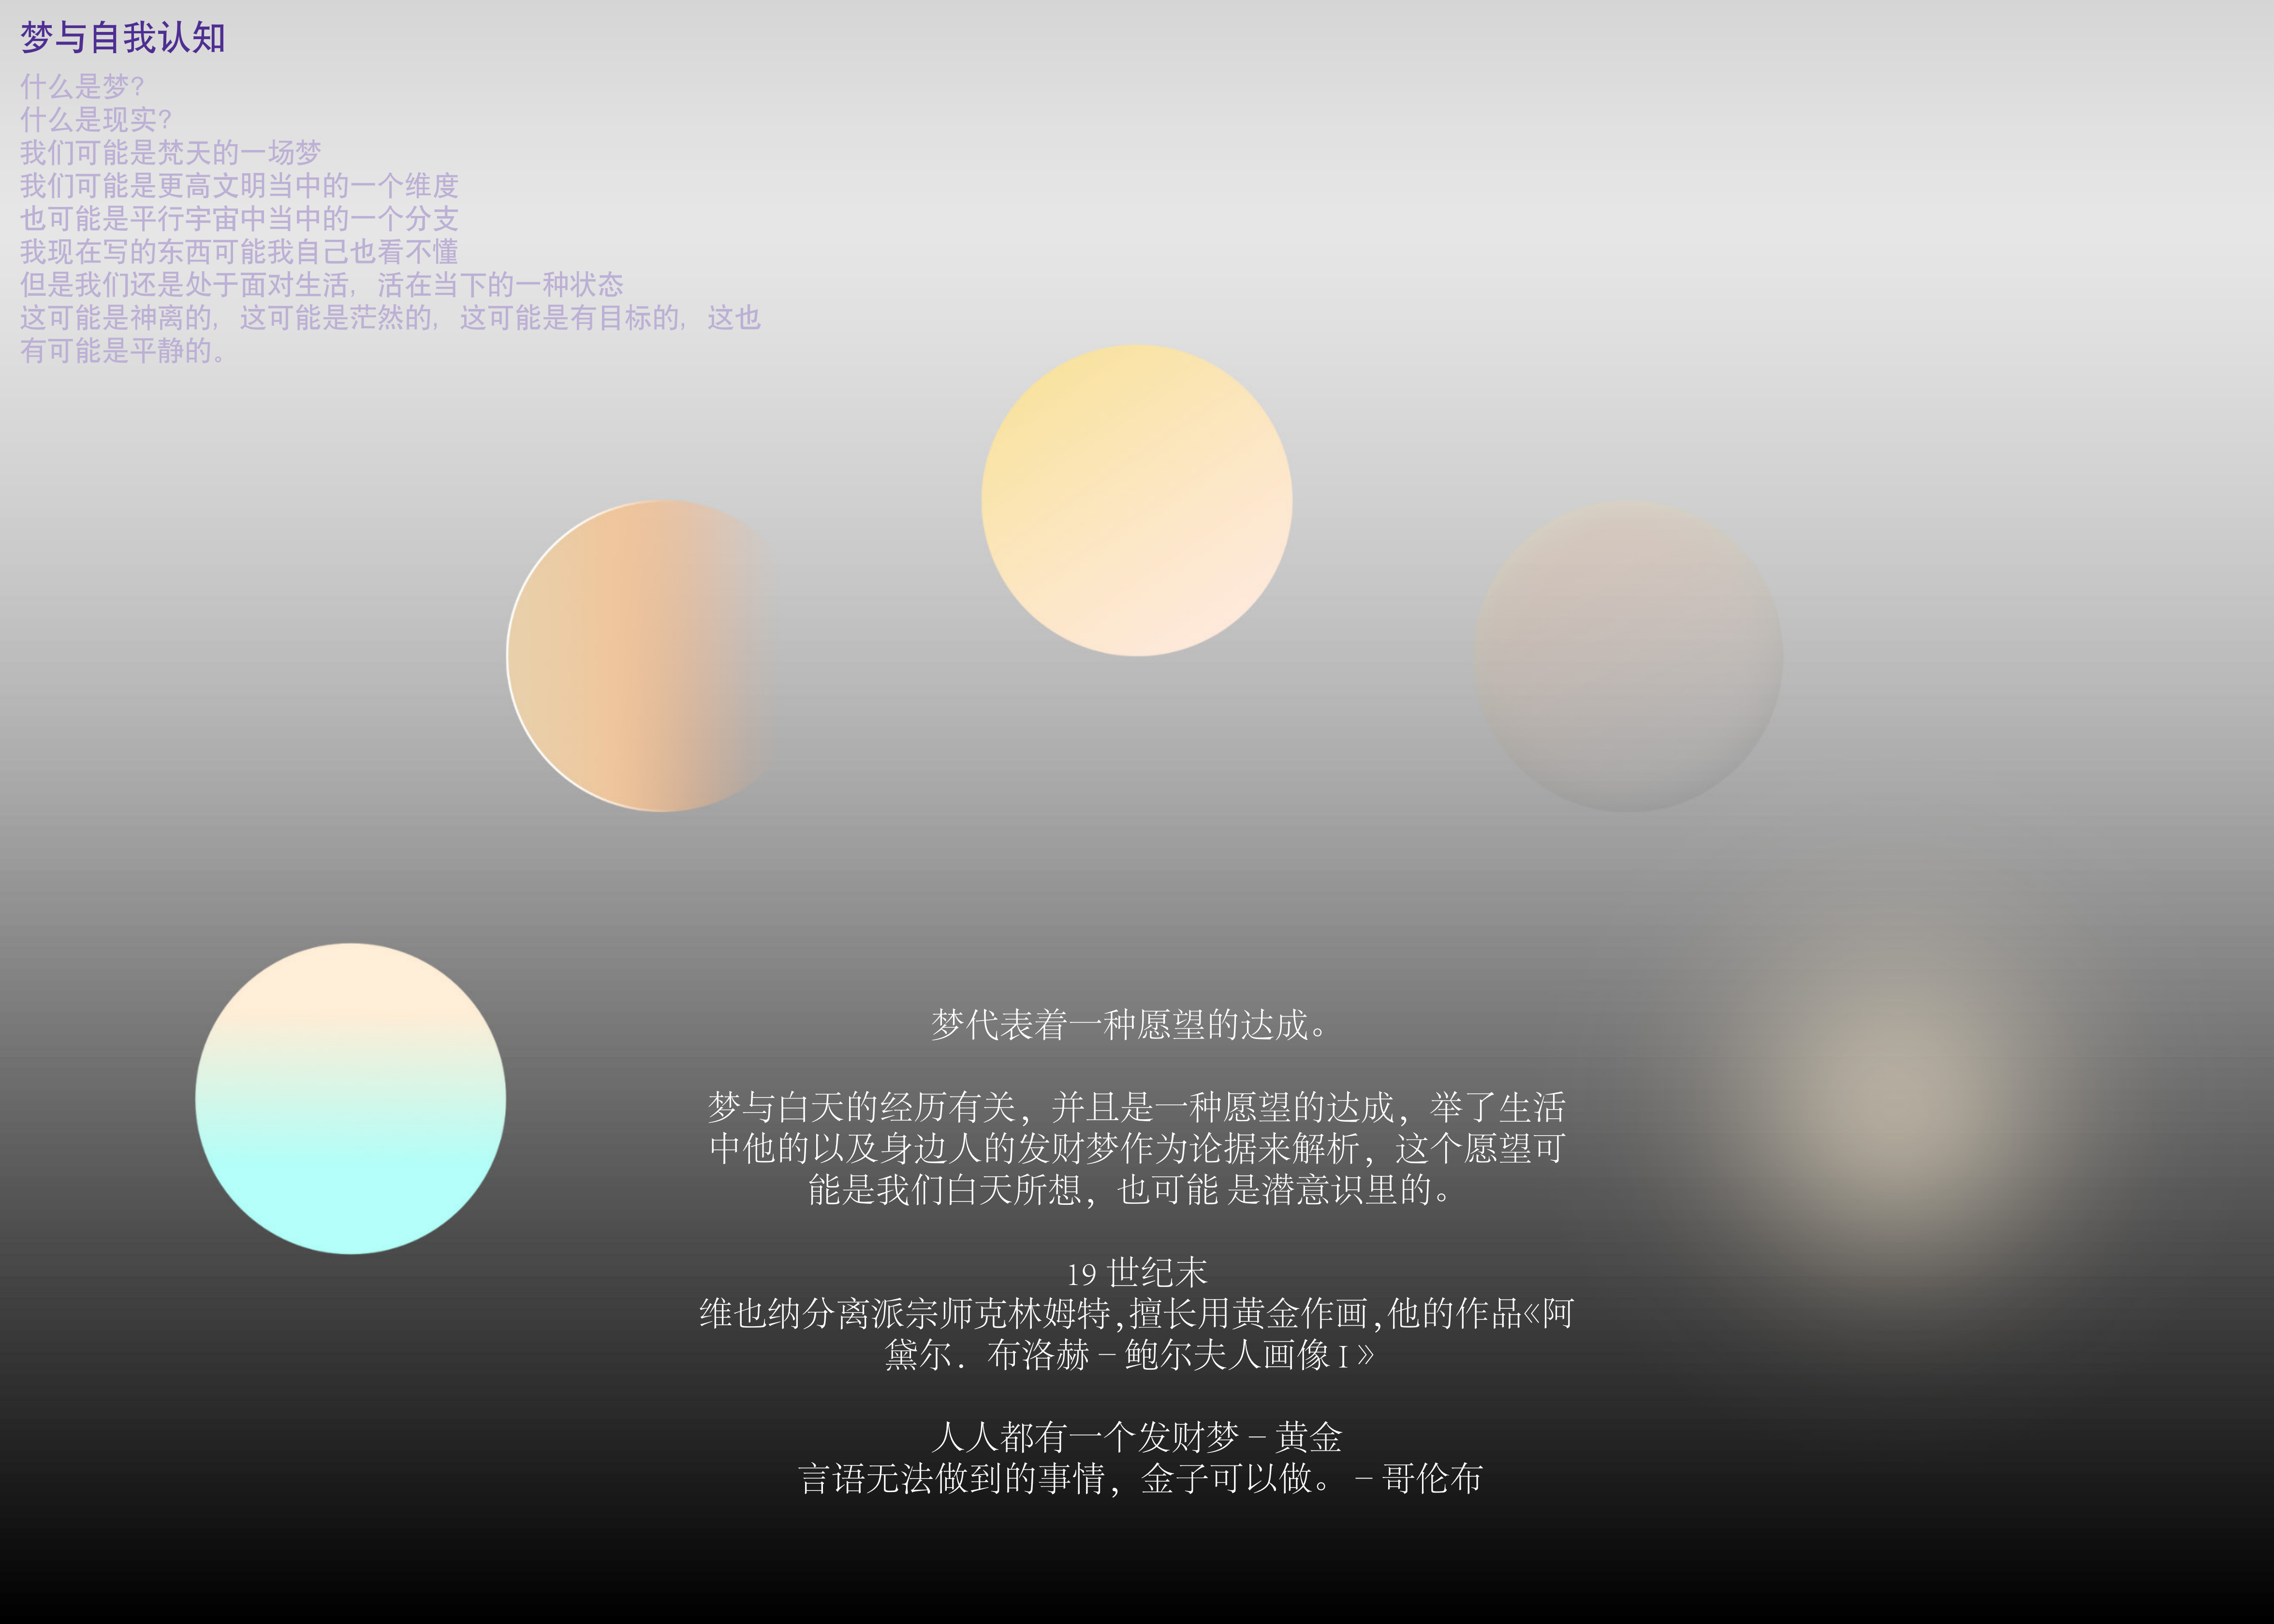 梦与自我认知
什么是梦？
什么是现实？
我们可能是梵天的一场梦
我们可能是更高文明当中的一个维度
也可能是平行宇宙中当中的一个分支
我现在写的东西可能我自己也看不懂
但是我们还是处于面对生活，活在当下的一种状态
这可能是神离的，这可能是茫然的，这可能是有目标的，这也
有可能是平静的。
梦代表着一种愿望的达成。
梦与白天的经历有关，并且是一种愿望的达成，举了生活
中他的以及身边人的发财梦作为论据来解析，这个愿望可
能是我们白天所想，也可能 是潜意识里的。
19 世纪末
维也纳分离派宗师克林姆特,擅长用黄金作画,他的作品《阿
黛尔．布洛赫－鲍尔夫人画像 I 》
人人都有一个发财梦－黄金
言语无法做到的事情，金子可以做。－哥伦布